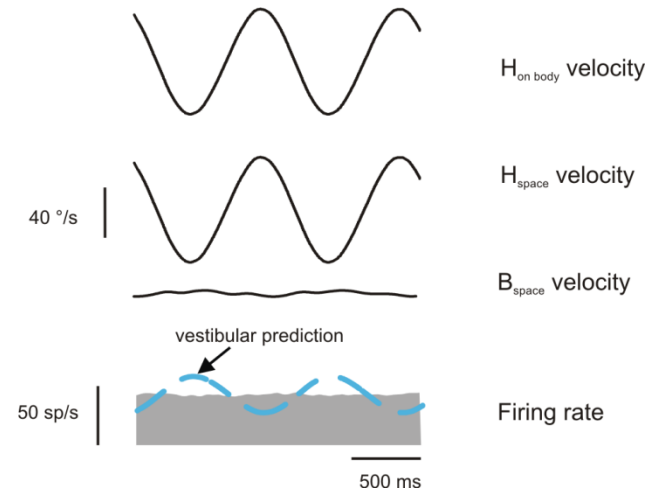 H on body velocity
H space velocity
40 °/s
B space velocity
vestibular prediction
50 sp/s
Firing rate
500 ms